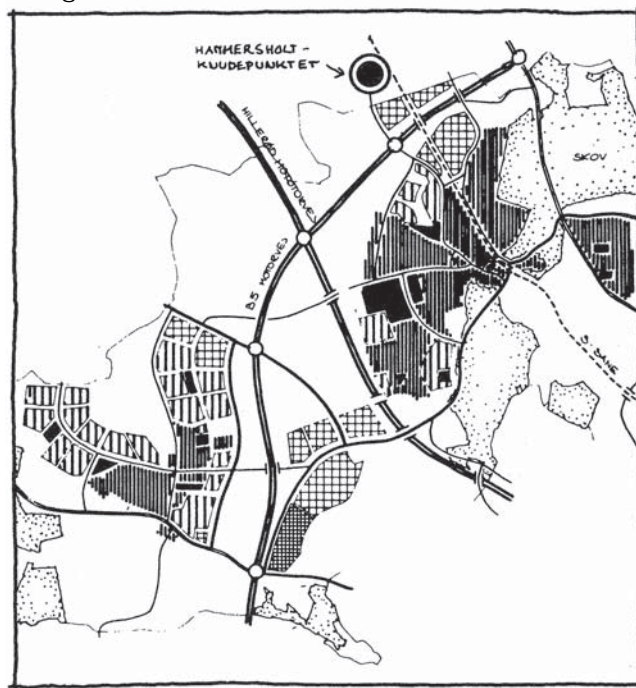 HAMMERSHOLT-
KNUDEPUNKTET
HILLERØD MOTORVEJ
B5 MOTORVEJ
SKOV
S-BANE